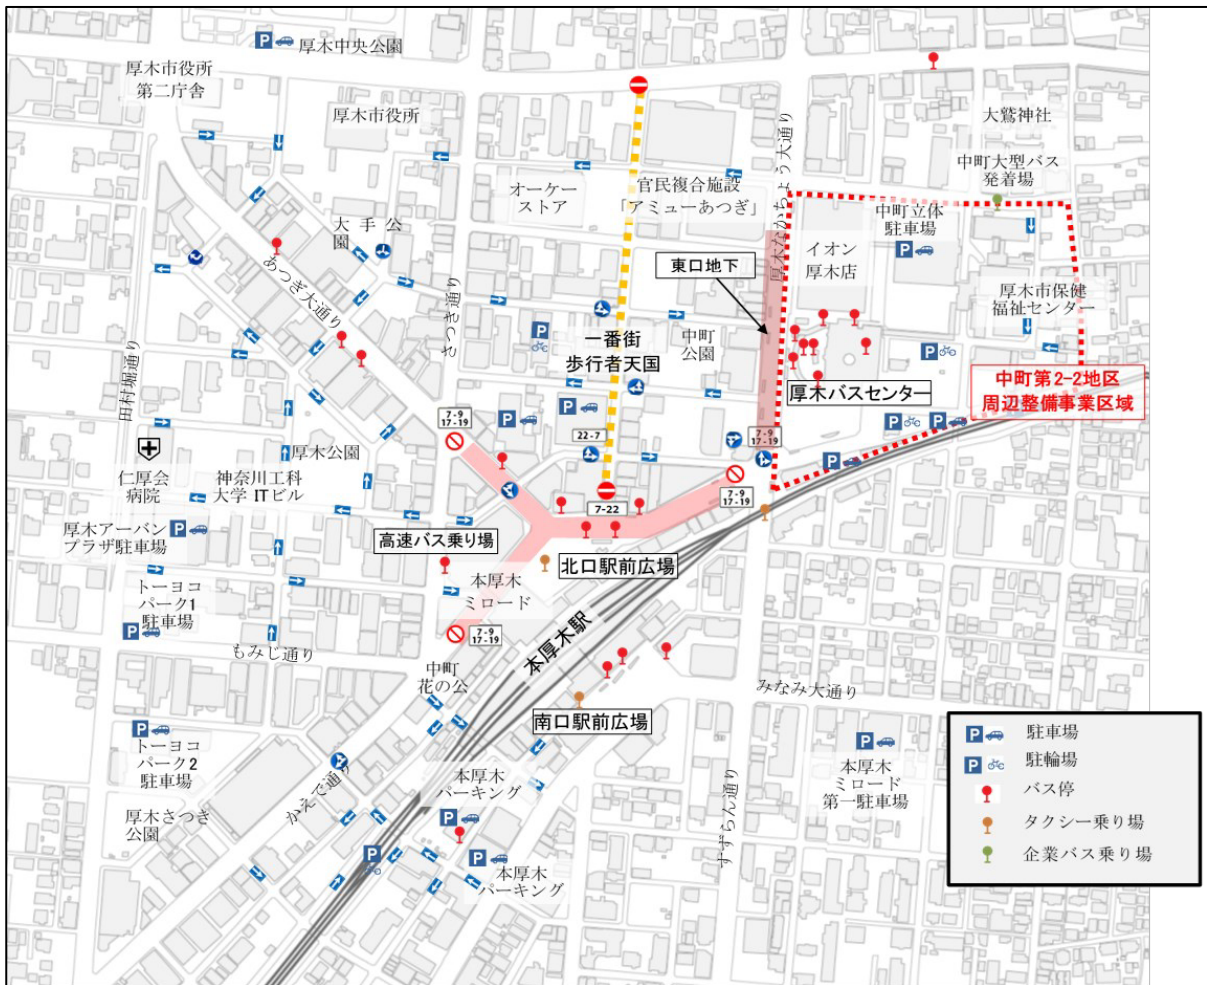 P
厚木中央公園
厚木市役所
第二庁舎
厚木市役所
大鷲神社
中町大型バス
発着場
オーケー
ストア
官民複合施設
「アミューあつぎ」
厚木なかちょう大通り
中町立体
駐車場
P
大手公
園
イオン
厚木店
東口地下
あつぎ大通り
さつき通り
厚木市保健
福祉センター
P
一番街
歩行者天国
中町
公園
P
田村堀通り
厚木バスセンター
中町第2-2地区
周辺整備事業区域
7-9
17-19
P
P
22-7
7-9
17-19
P
P
P
厚木公園
仁厚会
病院
神奈川工科
大学 ITビル
7-9
17-19
7-22
厚木アーバン
プラザ駐車場
P
高速バス乗り場
北口駅前広場
トーヨコ
パーク1
駐車場
P
本厚木
ミロード
7-9
17-19
本厚木駅
もみじ通り
中町
花の公
みなみ大通り
南口駅前広場
P
トーヨコ
パーク2
駐車場
かえで通り
厚木さつき
公園
本厚木
パーキング
P
P
P
本厚木
パーキング
すずらん通り
P
本厚木
ミロード
第一駐車場
P
駐車場
P
駐輪場
バス停
タクシー乗り場
企業バス乗り場